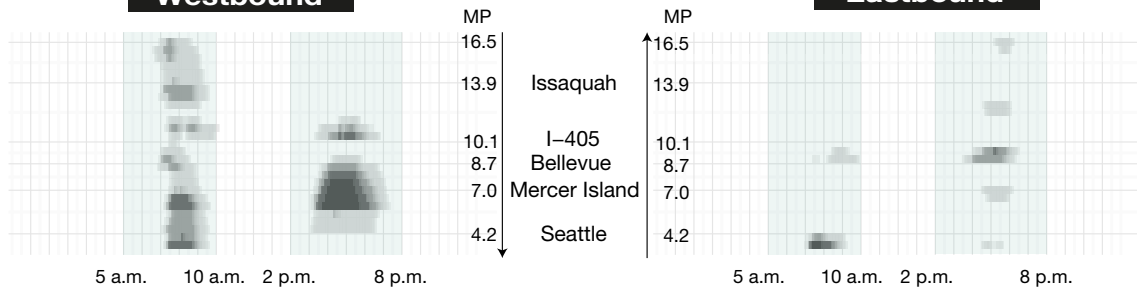 Westbound
Eastbound
MP
16.5
13.9
10.1
8.7
7.0
4.2
Issaquah
I–405
Bellevue
Mercer Island
Seattle
MP
16.5
13.9
10.1
8.7
7.0
4.2
5 a.m. 10 a.m. 2 p.m. 8 p.m.
5 a.m. 10 a.m. 2 p.m. 8 p.m.